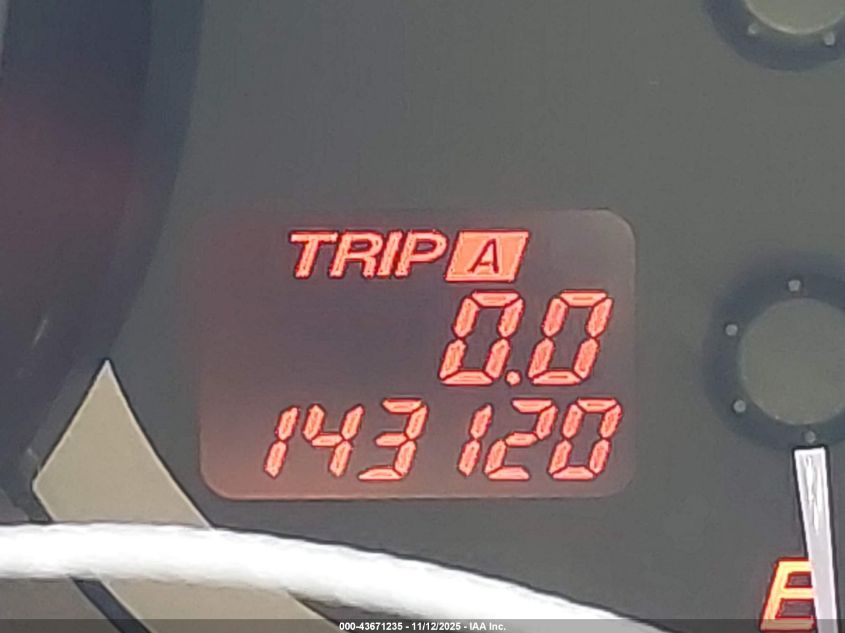 TRIP A
0.0
143120
E
000-43671235 - 11/12/2025 - IAA Inc.